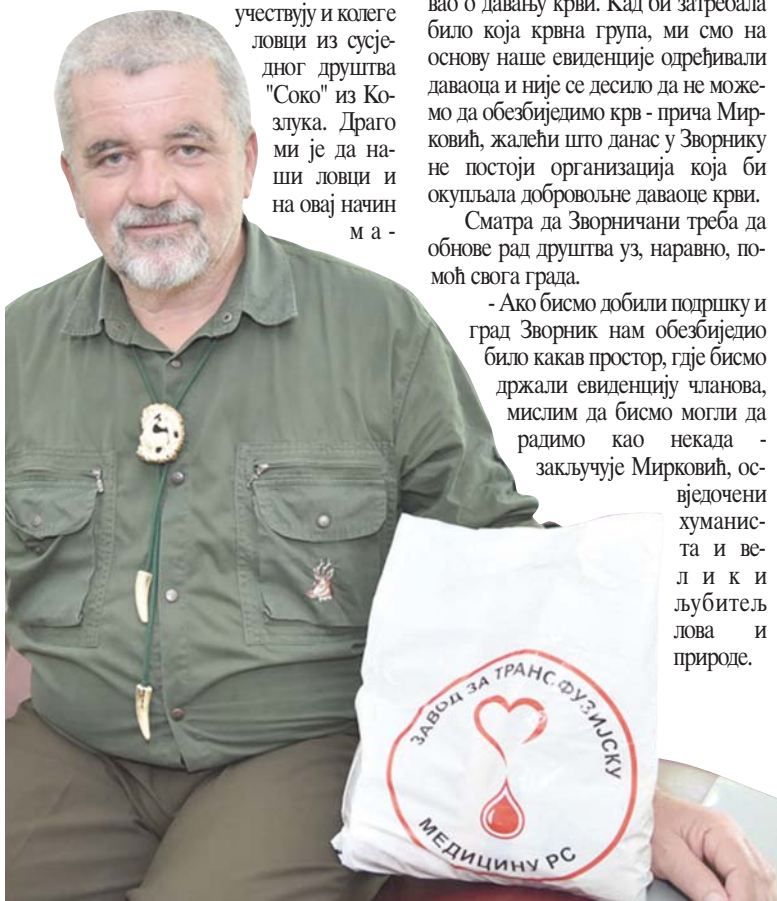 учествују и колеге
ловци из сусје-
дног друштва
"Соко" из Ко-
злука. Драго
ми је да на-
ши ловци и
на овај начин
м а -
вао о давању крви. Кад би затребала
било која крвна група, ми смо на
основу наше евиденције одређивали
даваоца и није се десило да не може-
мо да обезбиједимо крв - прича Мир-
ковић, жалећи што данас у Зворнику
не постоји организација која би
окупљала добровољне даваоце крви.
Сматра да Зворничани треба да
обнове рад друштва уз, наравно, по-
моћ свога града.
- Ако бисмо добили подршку и
град Зворник нам обезбиједио
било какав простор, гдје бисмо
држали евиденцију чланова,
мислим да бисмо могли да
радимо као некада -
закључује Мирковић, ос-
вједочени
хуманис-
та и ве-
л и к и
љубитељ
лова и
природе.
ЗАВОД ЗА ТРАНСФУЗИЈСКУ
МЕДИЦИНУ РС